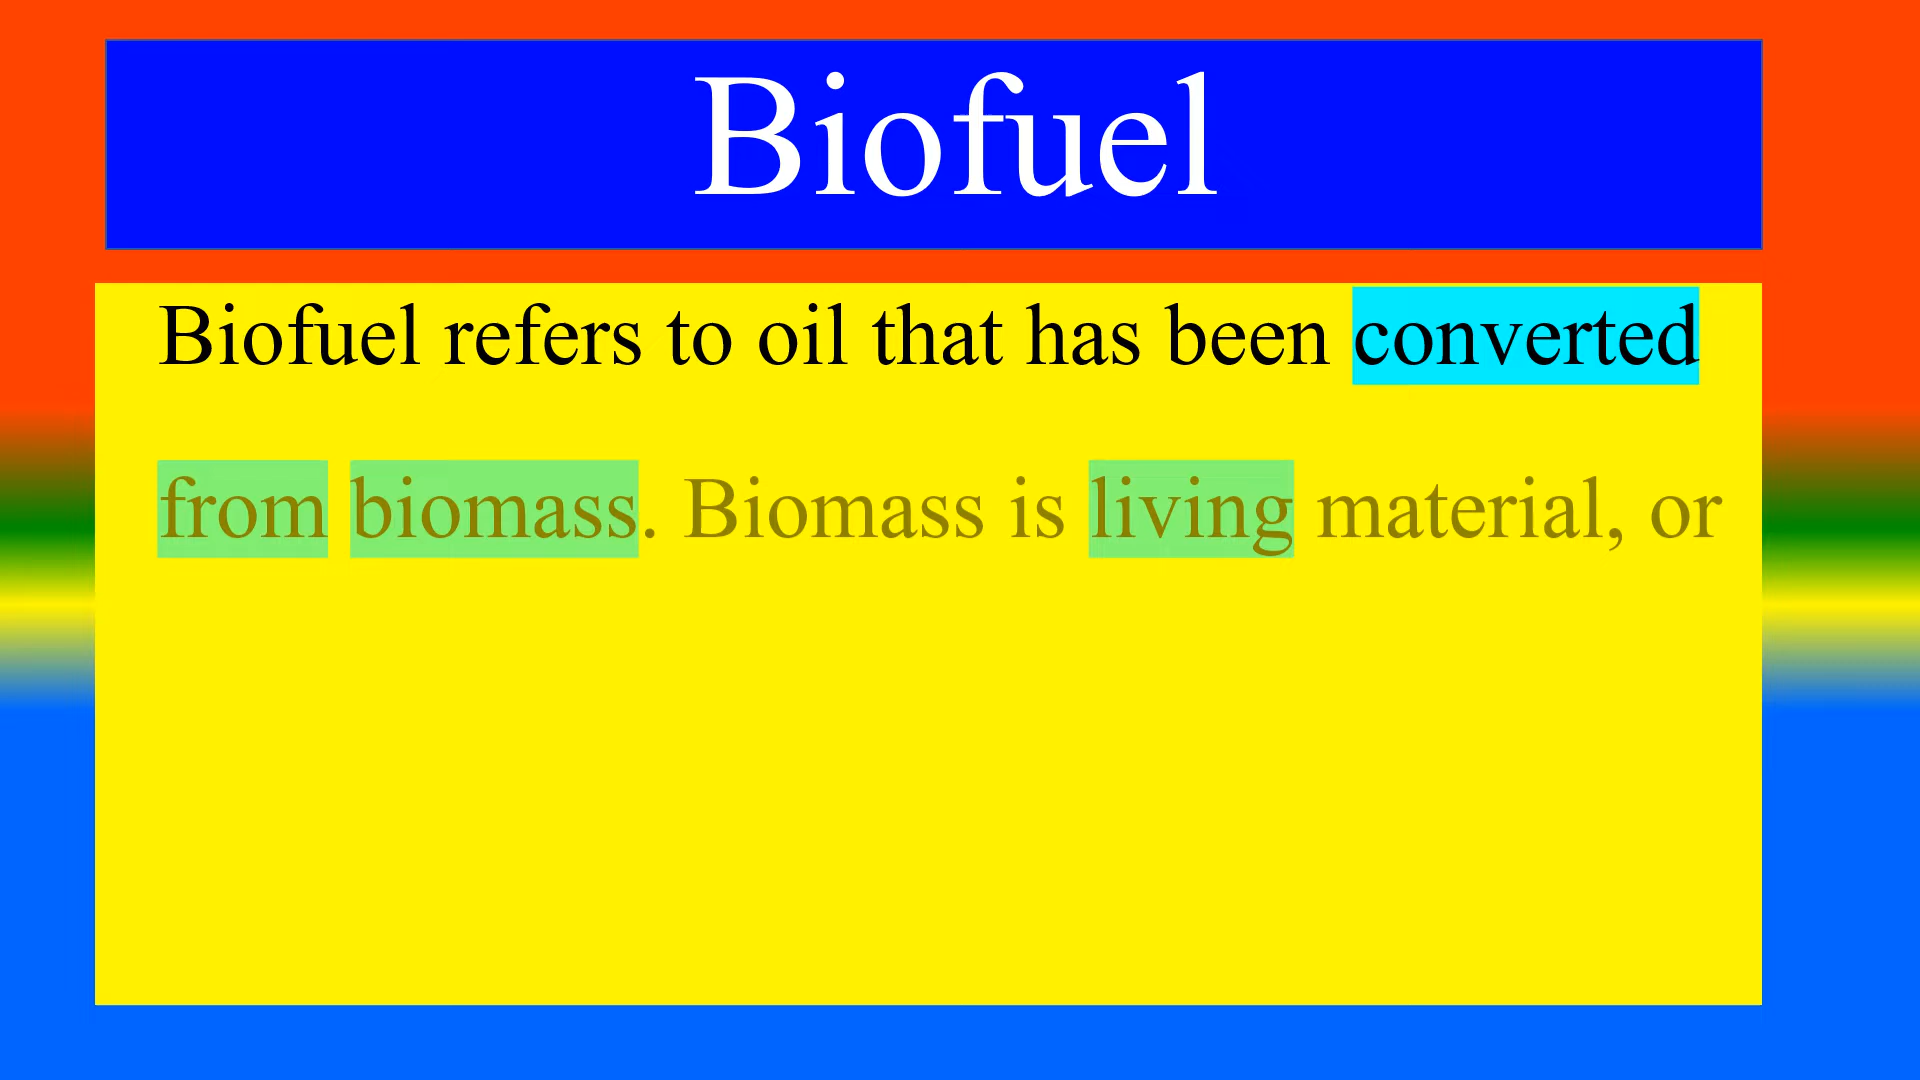 Biofuel
Biofuel refers to oil that has been converted
from biomass. Biomass is living material, or